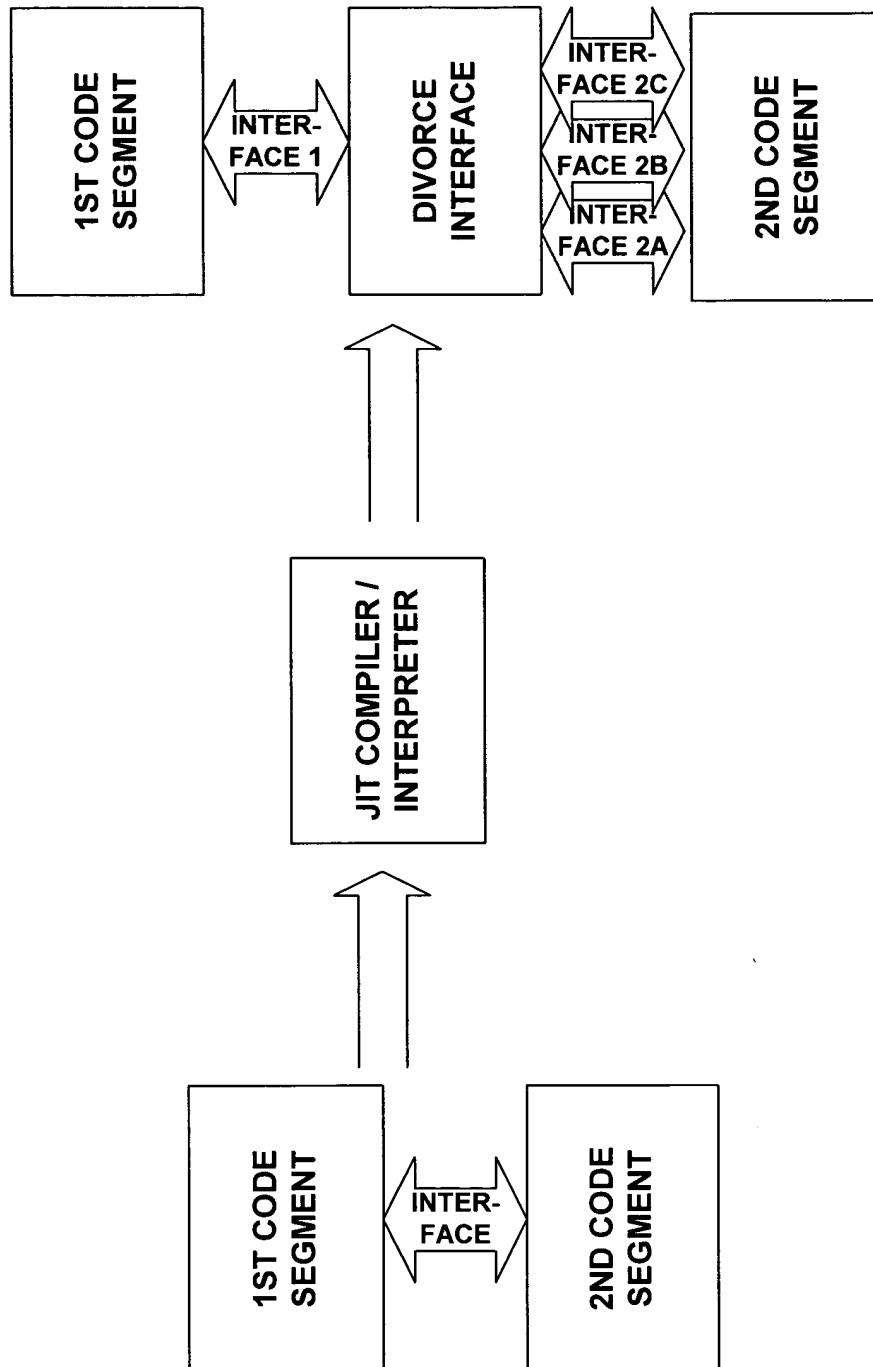 1ST CODE
SEGMENT
INTER-
FACE 1
DIVORCE
INTERFACE
INTER-
FACE 2C
INTER-
FACE 2B
INTER-
FACE 2A
2ND CODE
SEGMENT
JIT COMPILER /
INTERPRETER
1ST CODE
SEGMENT
INTER-
FACE
2ND CODE
SEGMENT